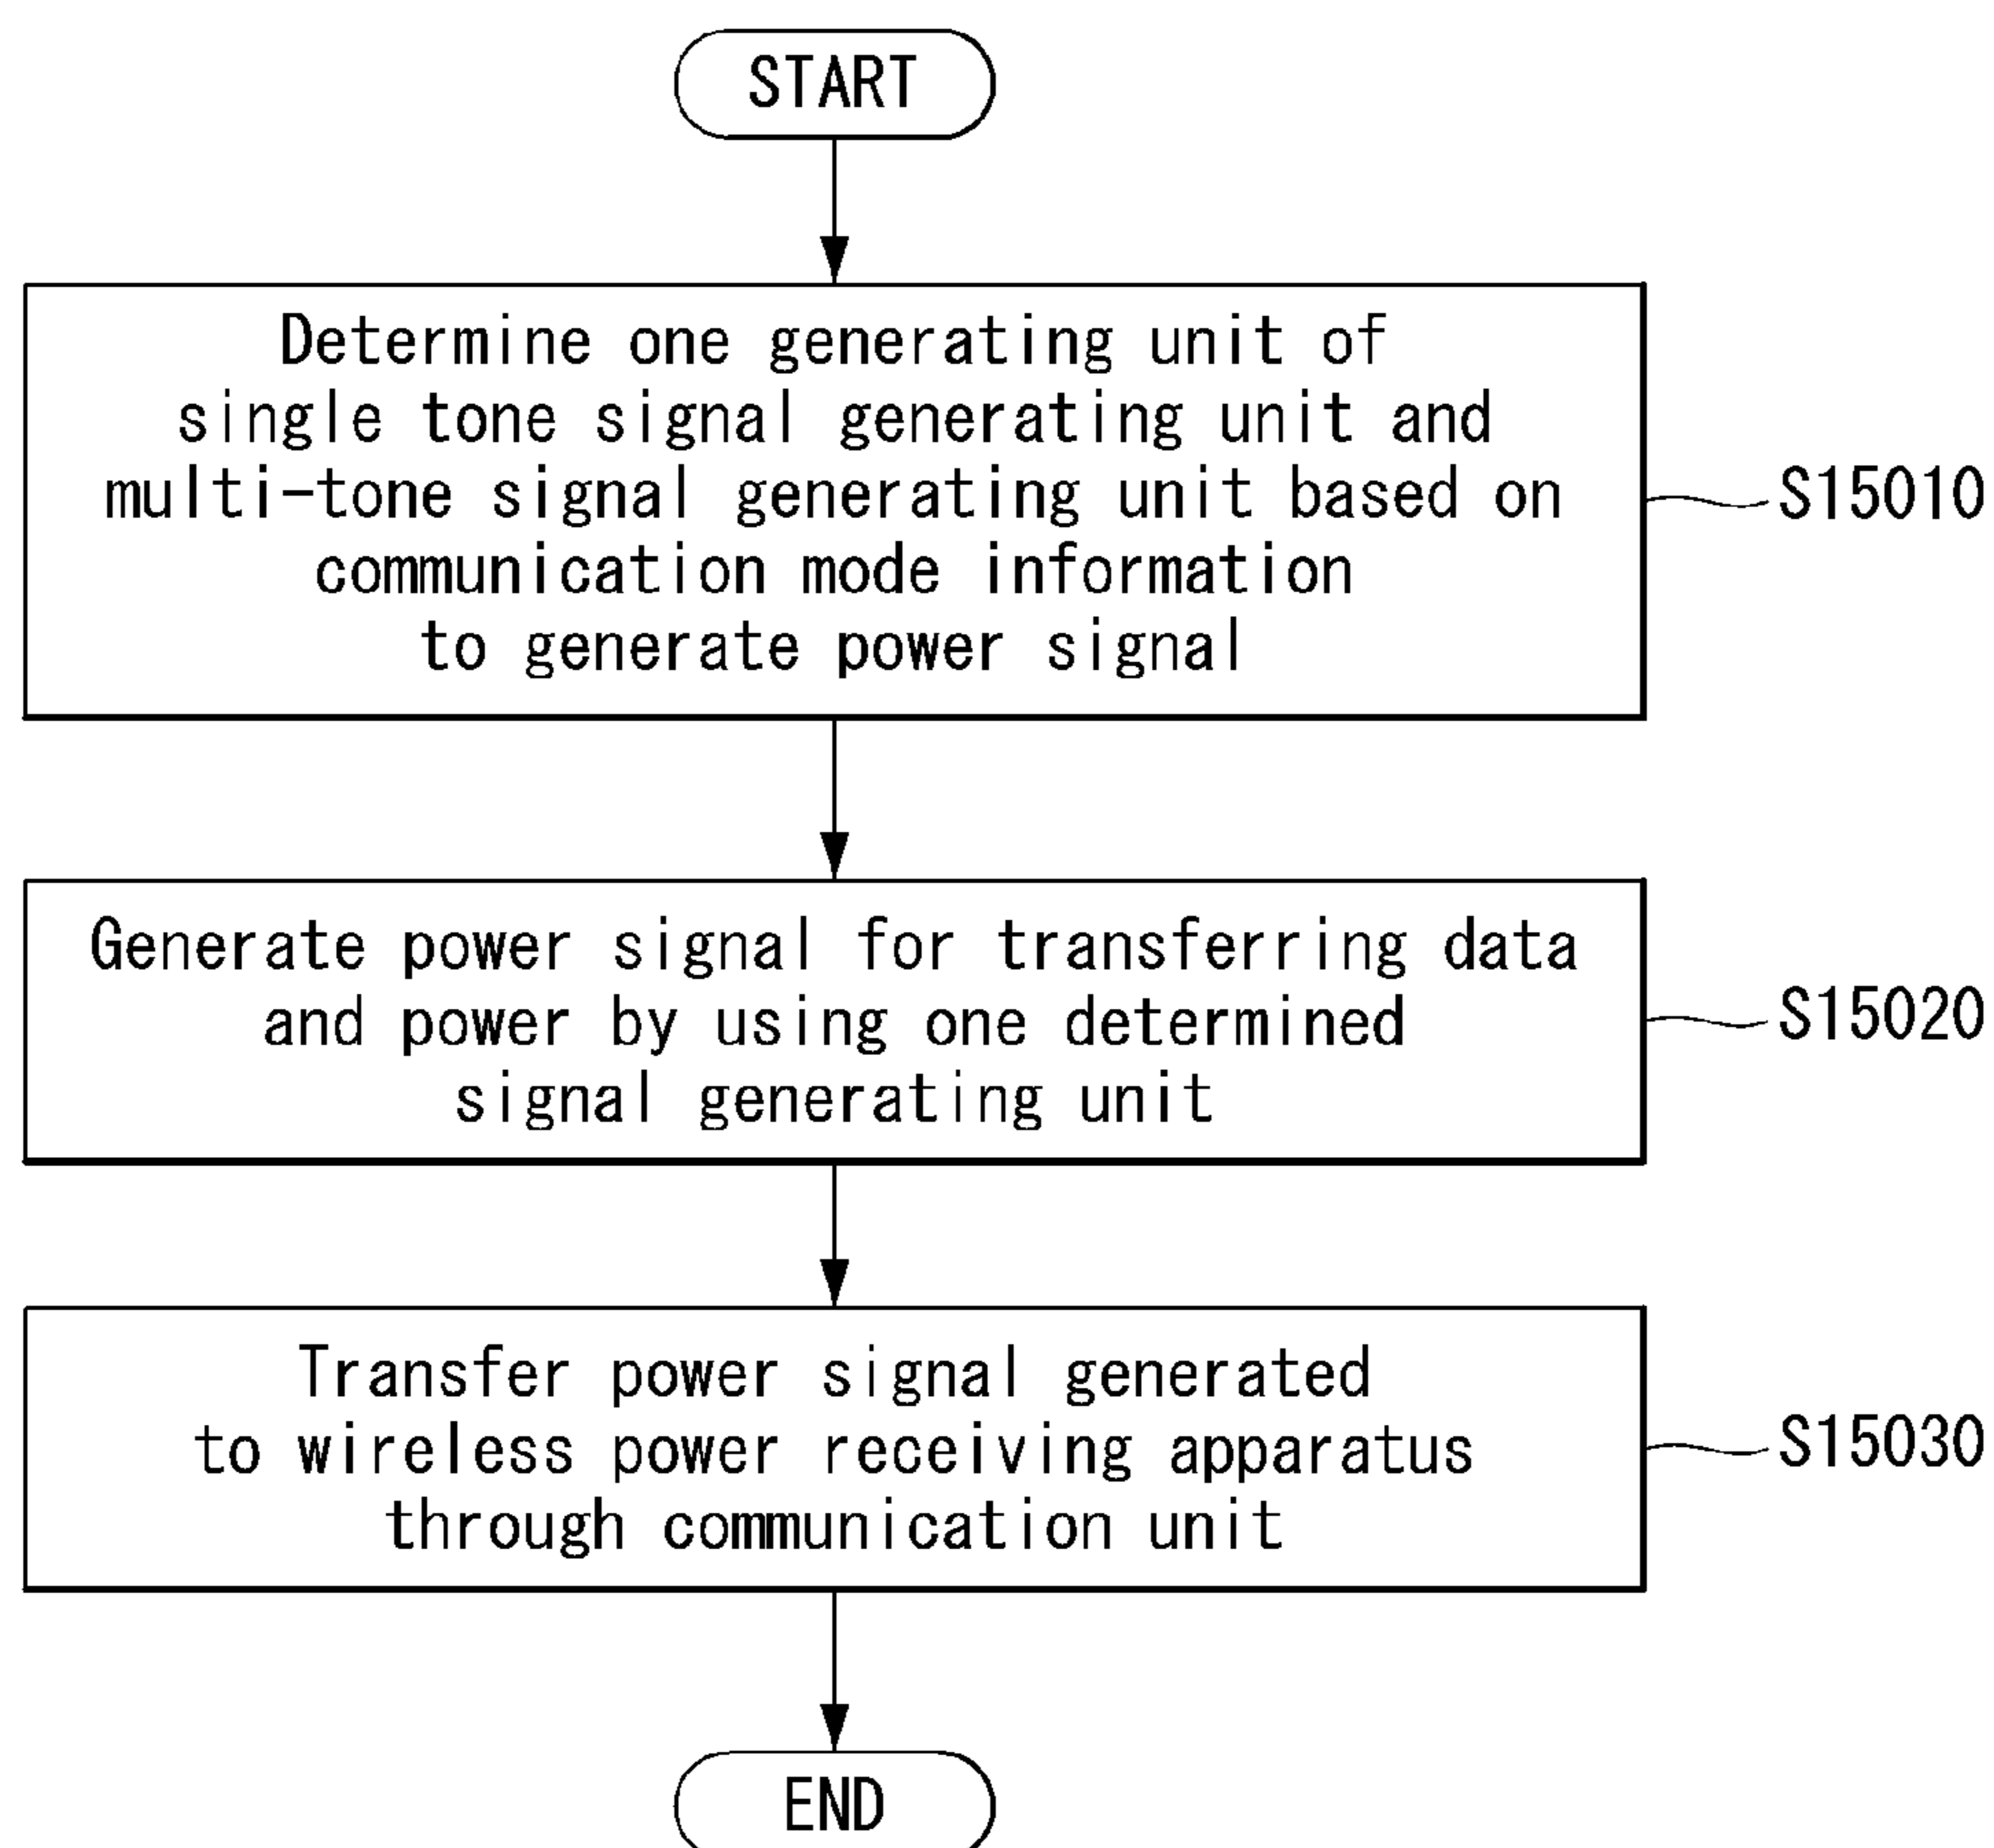 START
Determine one generating unit of
single tone signal generating unit and
multi-tone signal generating unit based on
communication mode information
to generate power signal
S15010
Generate power signal for transferring data
and power by using one determined
signal generating unit
S15020
Transfer power signal generated
to wireless power receiving apparatus
through communication unit
S15030
END